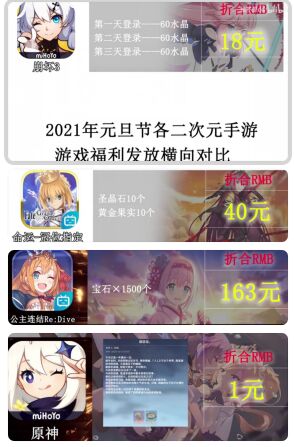 第一天登录——60水晶
第二天登录——60水晶
第三天登录——60水晶
折合RMB
18元
miHoYo
崩坏3
2021年元旦节各二次元手游
游戏福利发放横向对比
圣晶石10个
黄金果实10个
折合RMB
40元
命运-冠位指定
宝石×1500个
折合RMB
163元
公主连结Re:Dive
折合RMB
1元
miHoYo
原神